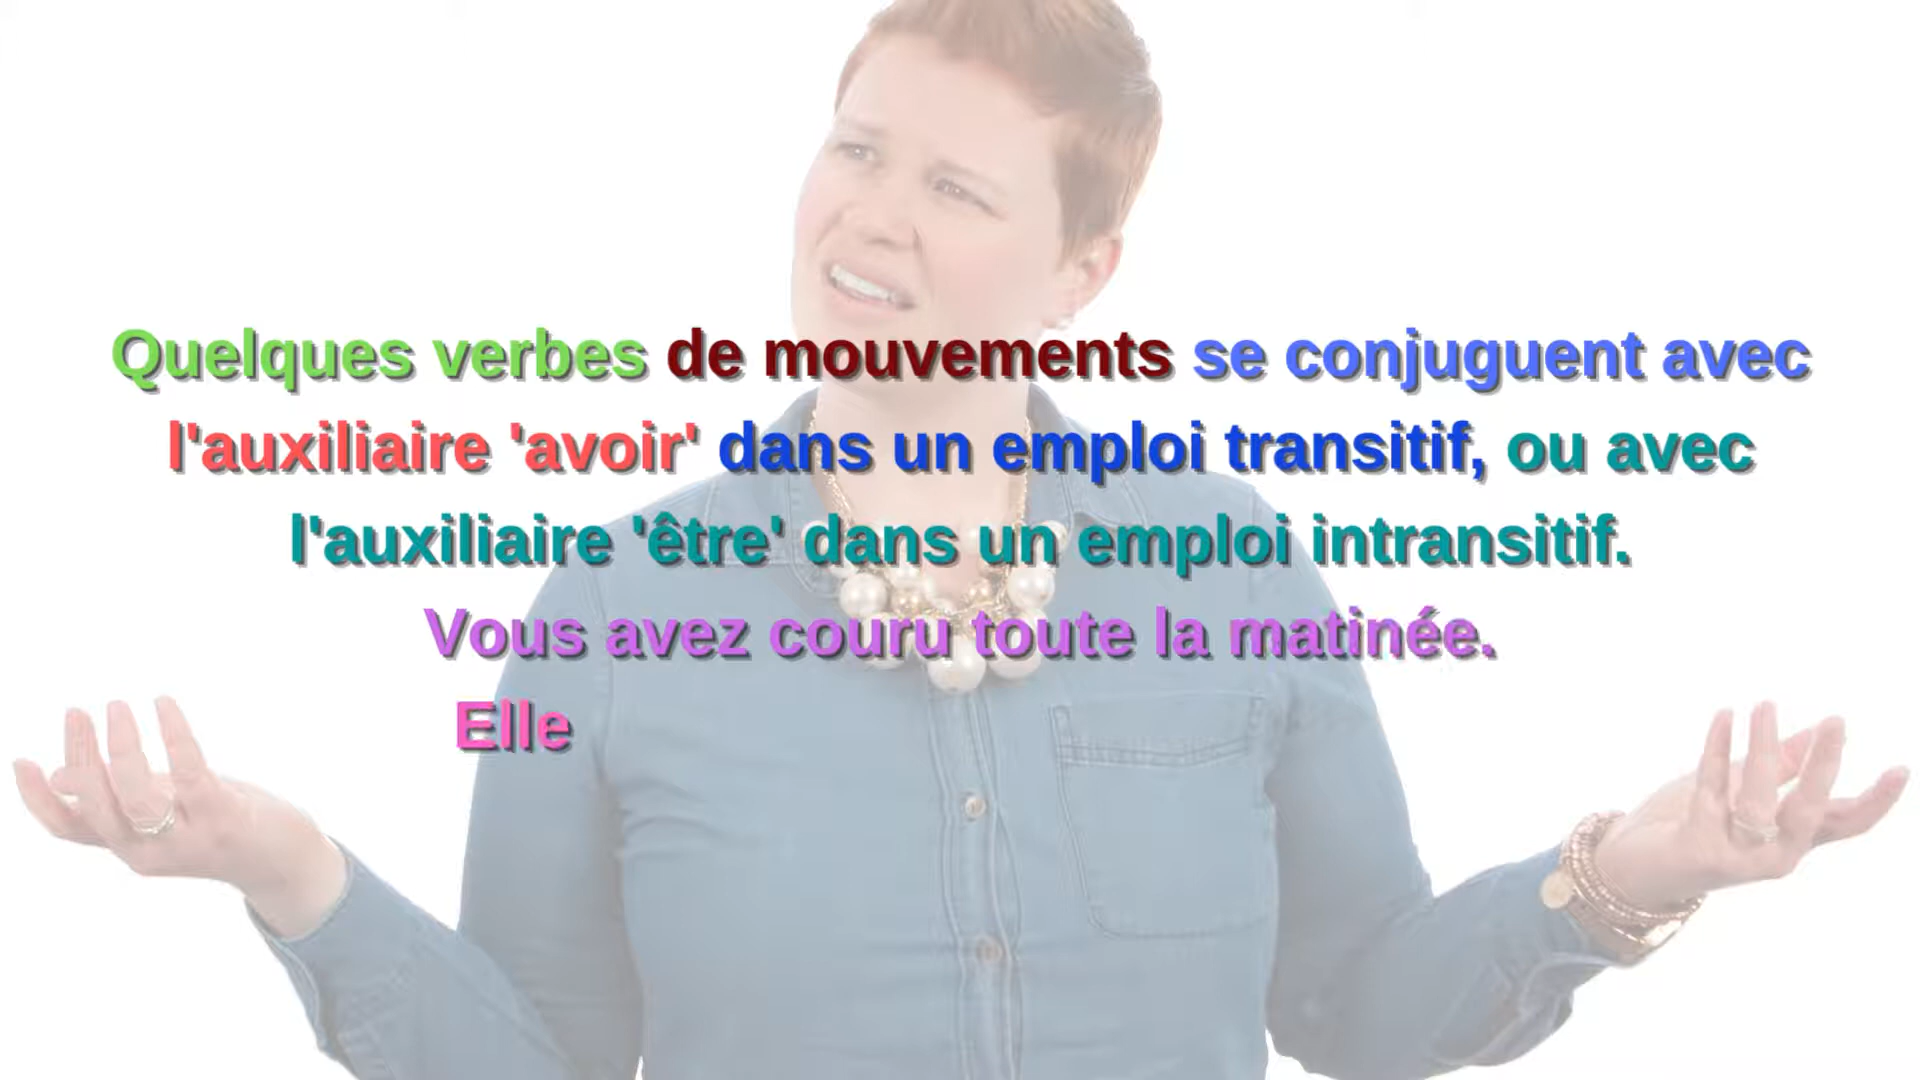 Quelques verbes de mouvements se conjuguent avec
l'auxiliaire 'avoir' dans un emploi transitif, ou avec
l'auxiliaire 'être' dans un emploi intransitif.
Vous avez couru toute la matinée.
Elle